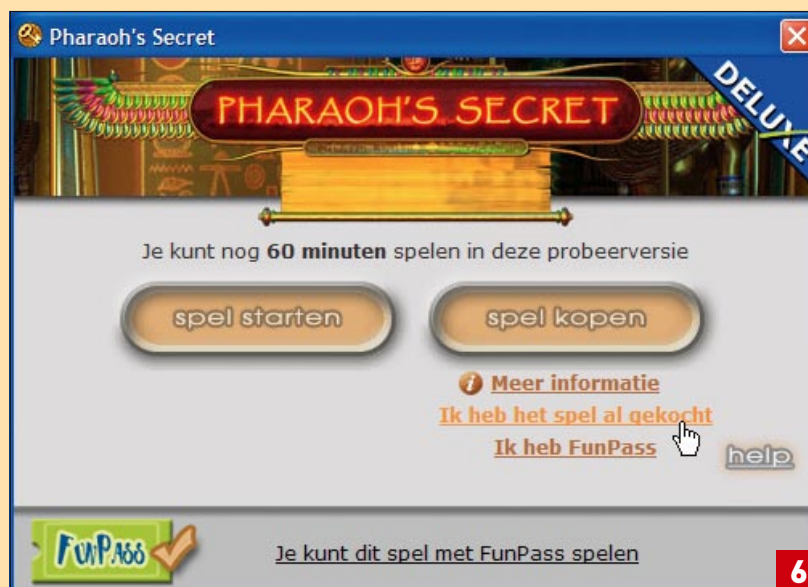 Pharaoh's Secret
DELUXE
PHARAOH'S SECRET
Je kunt nog 60 minuten spelen in deze probeerversie
spel starten
spel kopen
i Meer informatie
Ik heb het spel al gekocht
Ik heb FunPass
help
FUNPASS
Je kunt dit spel met FunPass spelen
6